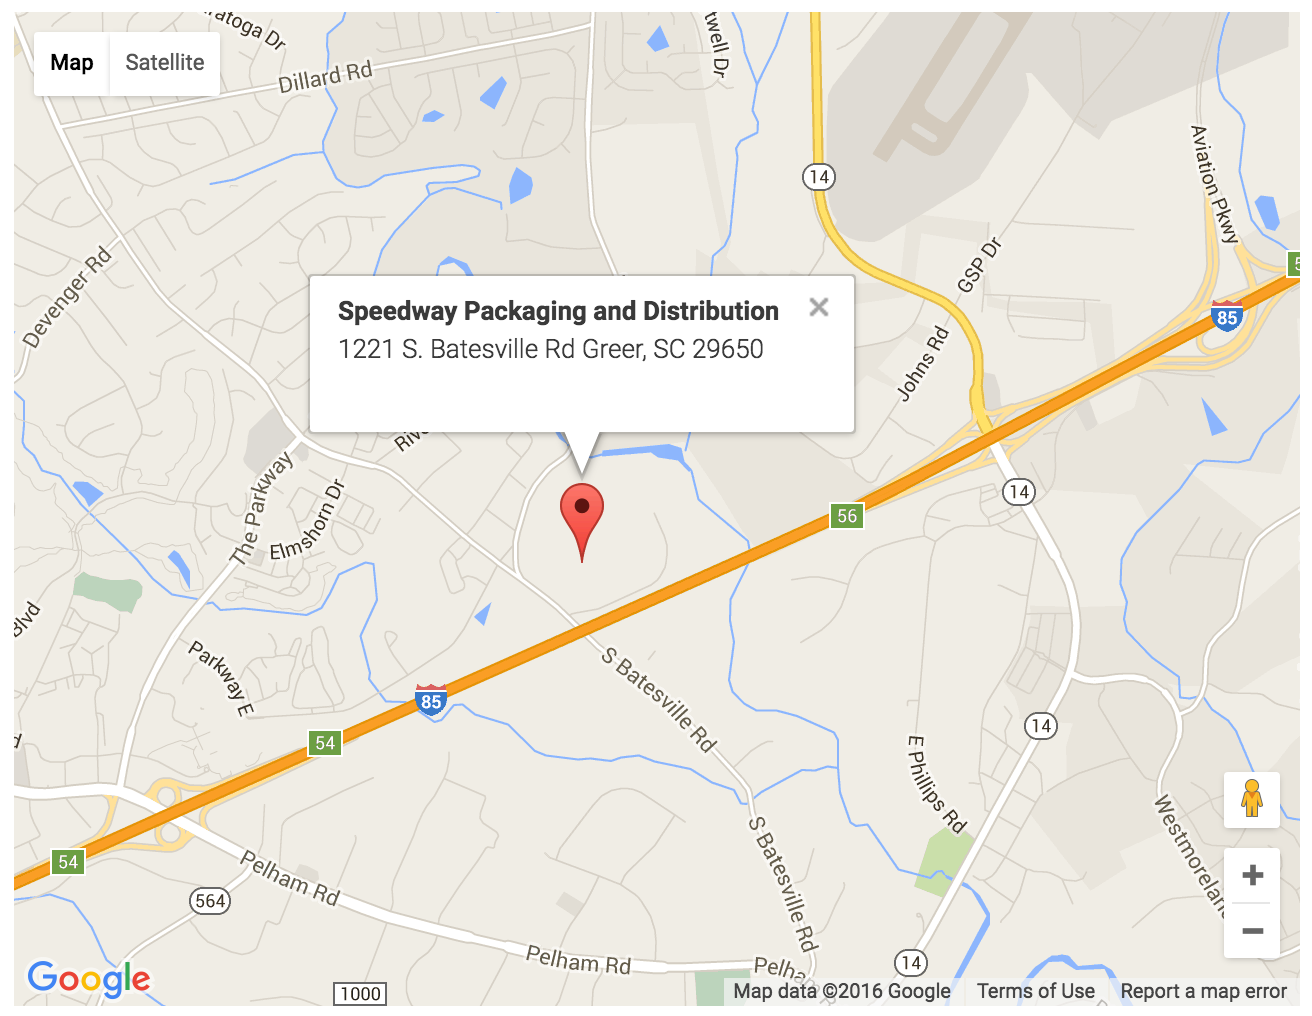 ratoga Dr
twell Dr
Map
Satellite
Dillard Rd
Aviation Pkwy
14
Devenger Rd
GSP Dr
5
85
Speedway Packaging and Distribution
1221 S. Batesville Rd Greer, SC 29650
Johns Rd
Rive
The Parkway
Elmshorn Dr
14
56
Blvd
Parkway E
S Batesville Rd
85
54
14
E Phillips Rd
54
S Batesville Rd
Westmoreland
Pelham Rd
564
Pelham Rd
Pelham R
14
Google
1000
Map data ©2016 Google
Terms of Use
Report a map error